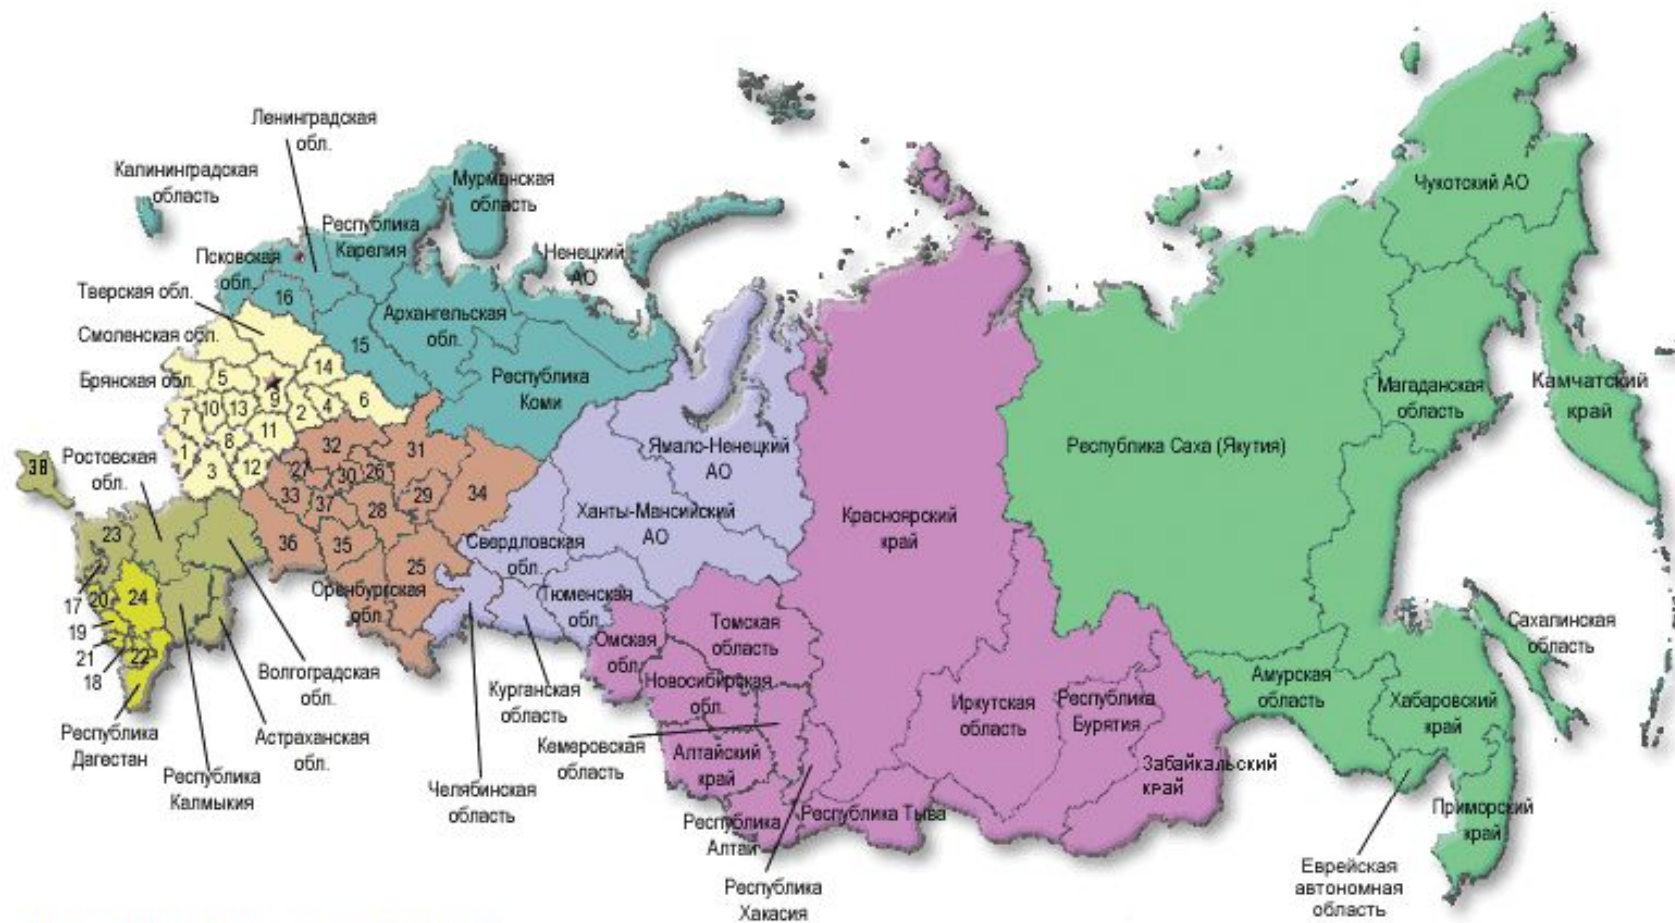 Ленинградская
обл.
Калининградская
область
Мурманская
область
Республика
Карелия
Ненецкий
АО
Псковская
обл.
16
Тверская обл.
Архангельская
обл.
15
Смоленская обл.
14
Брянская обл.
5
9
6
7
10
13
2
4
11
8
1
3
12
Республика
Коми
38
Ростовская
обл.
32
31
27
30
26
33
37
29
34
28
23
36
35
25
Оренбургская
обл.
17
20
24
19
21
22
18
Ямало-Ненецкий
АО
Ханты-Мансийский
АО
Свердловская
обл.
Тюменская
обл.
Волгоградская
обл.
Курганская
область
Республика
Дагестан
Астраханская
обл.
Республика
Калмыкия
Челябинская
область
Красноярский
край
Томская
область
Омская
обл.
Новосибирская
обл.
Кемеровская
область
Алтайский
край
Республика
Алтай
Республика
Хакасия
Республика Тыва
Иркутская
область
Республика
Бурятия
Забайкальский
край
Чукотский АО
Магаданская
область
Камчатский
край
Республика Саха (Якутия)
Сахалинская
область
Амурская
область
Хабаровский
край
Приморский
край
Еврейская
автономная
область